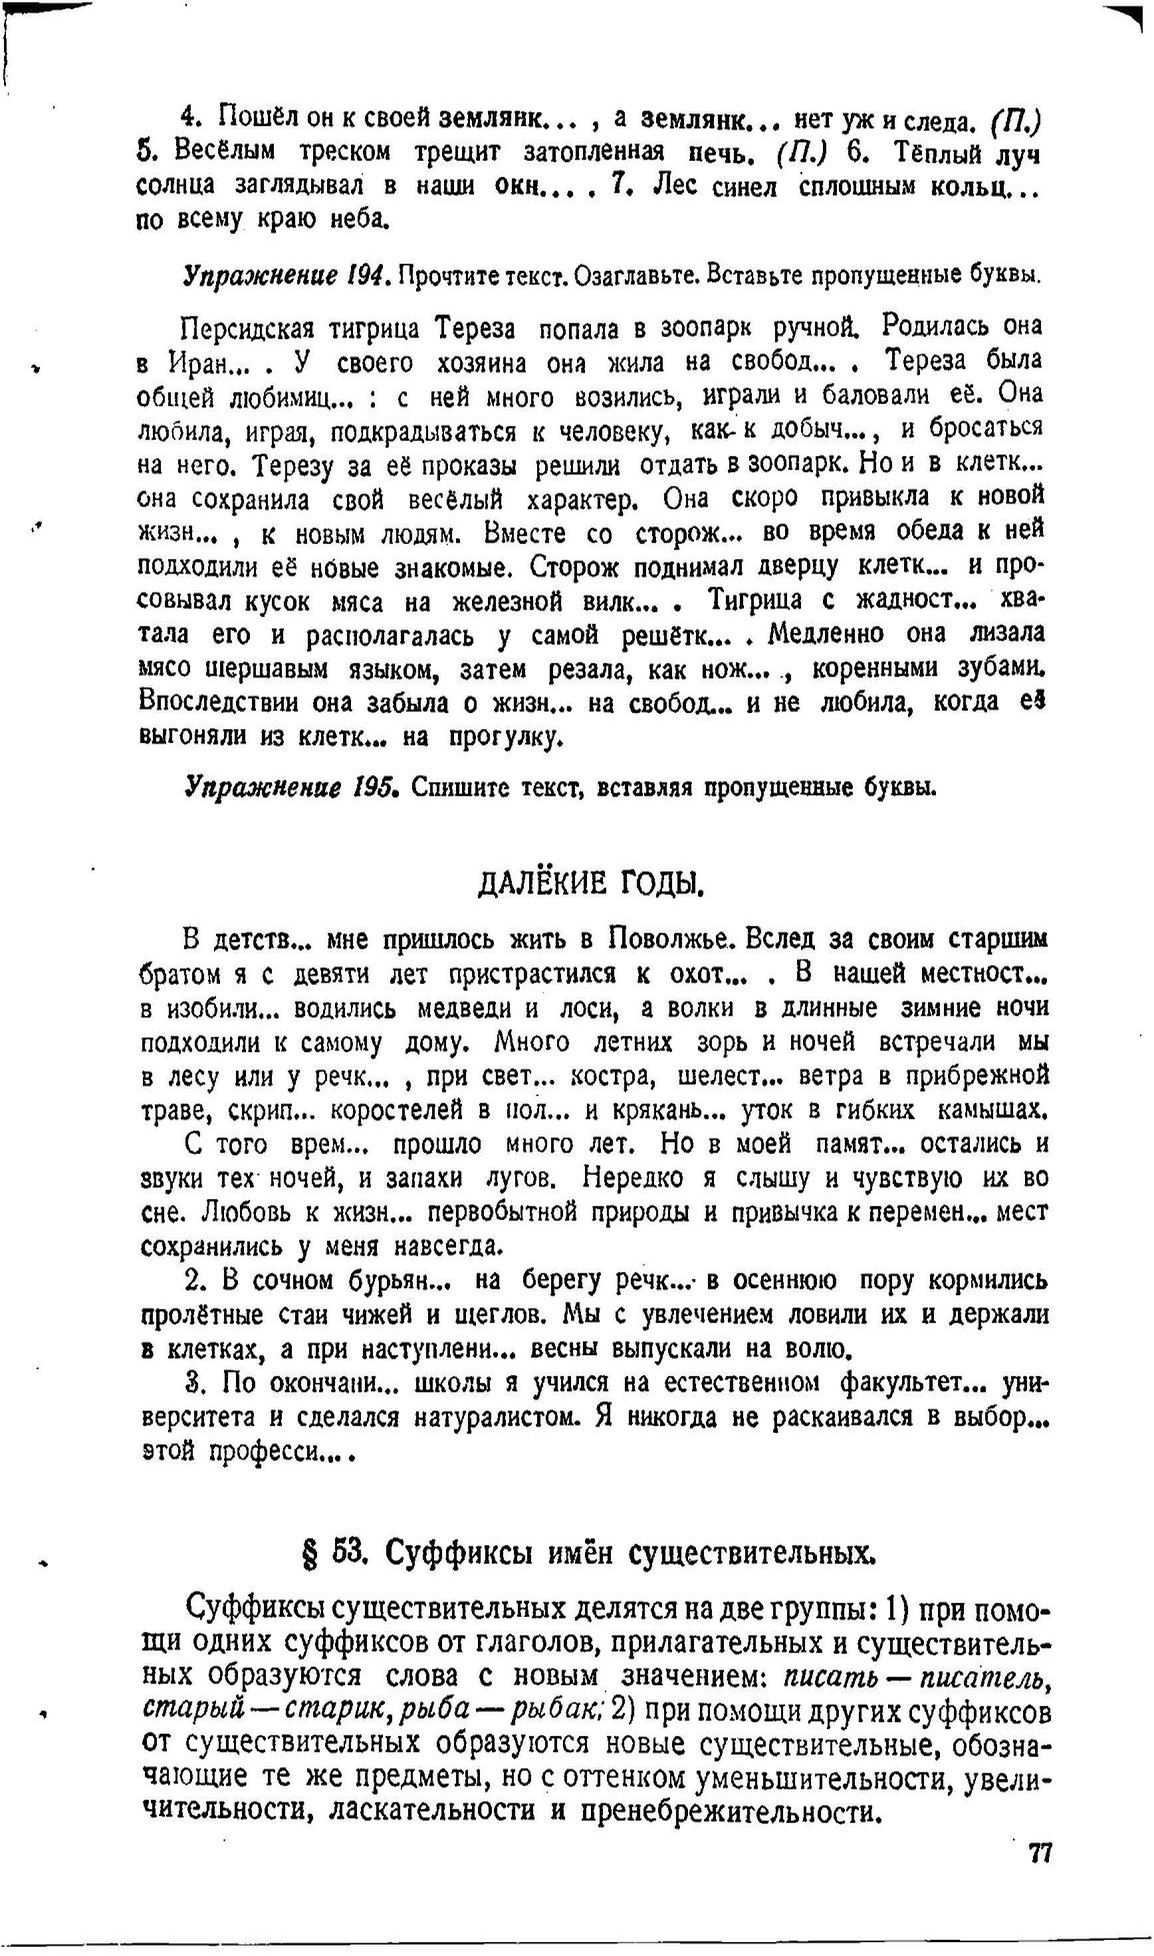 4. Пошёл он к своей землянк... , а землянк... нет уж и следа. (П.)
5. Весёлым треском трещит затопленная печь. (П.) 6. Тёплый луч
солнца заглядывал в наши окн... . 7. Лес синел сплошным кольц...
по всему краю неба.
Упражнение 194. Прочтите текст. Озаглавьте. Вставьте пропущенные буквы.
Персидская тигрица Тереза попала в зоопарк ручной. Родилась она
в Иран... . У своего хозяина она жила на свобод... . Тереза была
общей любимиц... : с ней много возились, играли и баловали её. Она
любила, играя, подкрадываться к человеку, как к добыч..., и бросаться
на него. Терезу за её проказы решили отдать в зоопарк. Но и в клетк...
она сохранила свой весёлый характер. Она скоро привыкла к новой
жизн... , к новым людям. Вместе со сторож... во время обеда к ней
подходили её новые знакомые. Сторож поднимал дверцу клетк... и про-
совывал кусок мяса на железной вилк... . Тигрица с жадност... хва-
тала его и располагалась у самой решётк... . Медленно она лизала
мясо шершавым языком, затем резала, как нож... , коренными зубами.
Впоследствии она забыла о жизн... на свобод... и не любила, когда её
выгоняли из клетк... на прогулку.
Упражнение 195. Спишите текст, вставляя пропущенные буквы.
ДАЛЁКИЕ ГОДЫ.
В детств... мне пришлось жить в Поволжье. Вслед за своим старшим
братом я с девяти лет пристрастился к охот... . В нашей местност...
в изобили... водились медведи и лоси, а волки в длинные зимние ночи
подходили к самому дому. Много летних зорь и ночей встречали мы
в лесу или у речк... , при свет... костра, шелест... ветра в прибрежной
траве, скрип... коростелей в пол... и крякань... уток в гибких камышах.
С того врем... прошло много лет. Но в моей памят... остались и
звуки тех ночей, и запахи лугов. Нередко я слышу и чувствую их во
сне. Любовь к жизн... первобытной природы и привычка к перемен... мест
сохранились у меня навсегда.
2. В сочном бурьян... на берегу речк... в осеннюю пору кормились
пролётные стаи чижей и щеглов. Мы с увлечением ловили их и держали
в клетках, а при наступлени... весны выпускали на волю.
3. По окончани... школы я учился на естественном факультет... уни-
верситета и сделался натуралистом. Я никогда не раскаивался в выбор...
этой професси... .
§ 53. Суффиксы имён существительных.
Суффиксы существительных делятся на две группы: 1) при помо-
щи одних суффиксов от глаголов, прилагательных и существитель-
ных образуются слова с новым значением: писать — писатель,
старый — старик, рыба — рыбак; 2) при помощи других суффиксов
от существительных образуются новые существительные, обозна-
чающие те же предметы, но с оттенком уменьшительности, увели-
чительности, ласкательности и пренебрежительности.
77